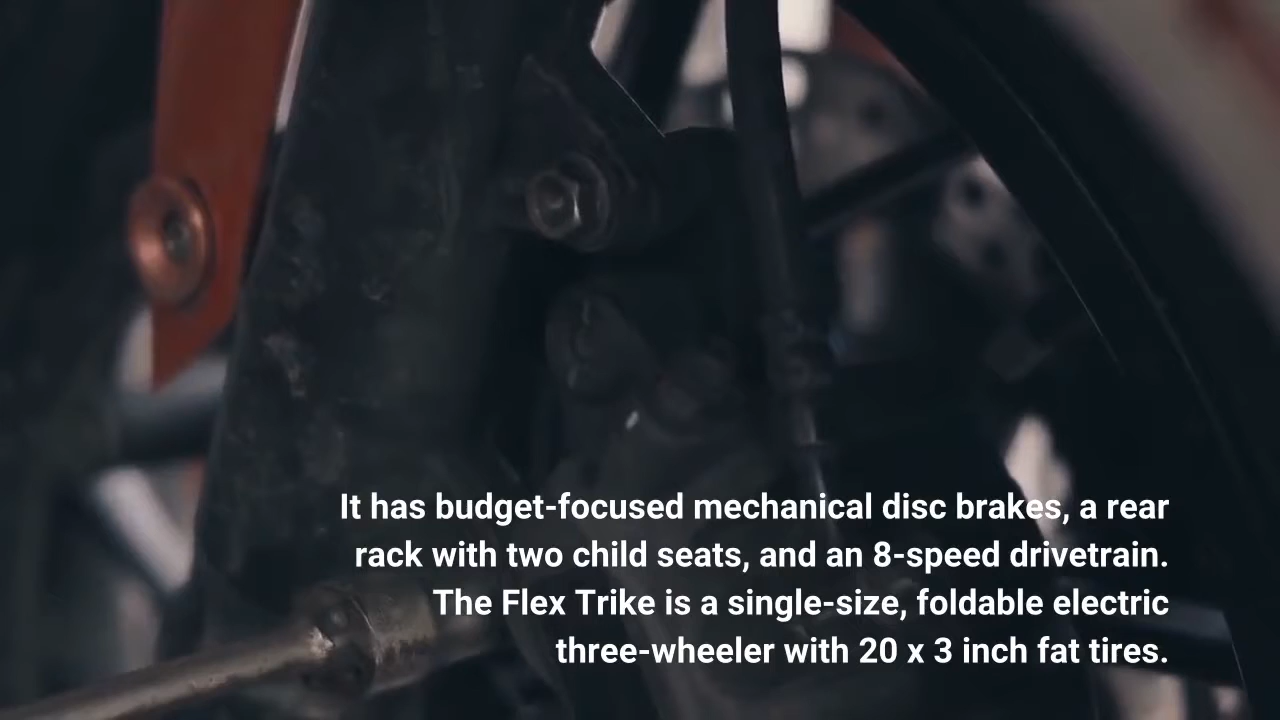 It has budget-focused mechanical disc brakes, a rear
rack with two child seats, and an 8-speed drivetrain.
The Flex Trike is a single-size, foldable electric
three-wheeler with 20 x 3 inch fat tires.